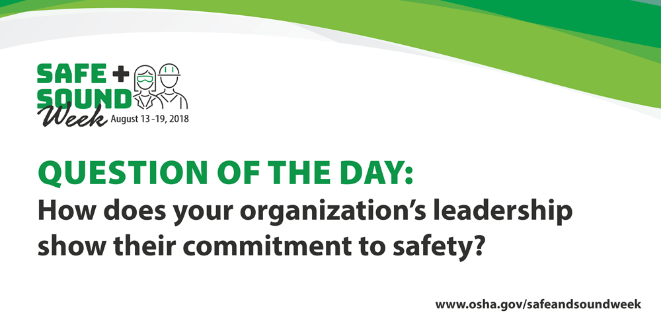 SAFE +
SOUND
Week August 13-19, 2018
QUESTION OF THE DAY:
How does your organization's leadership
show their commitment to safety?
www.osha.gov/safeandsoundweek